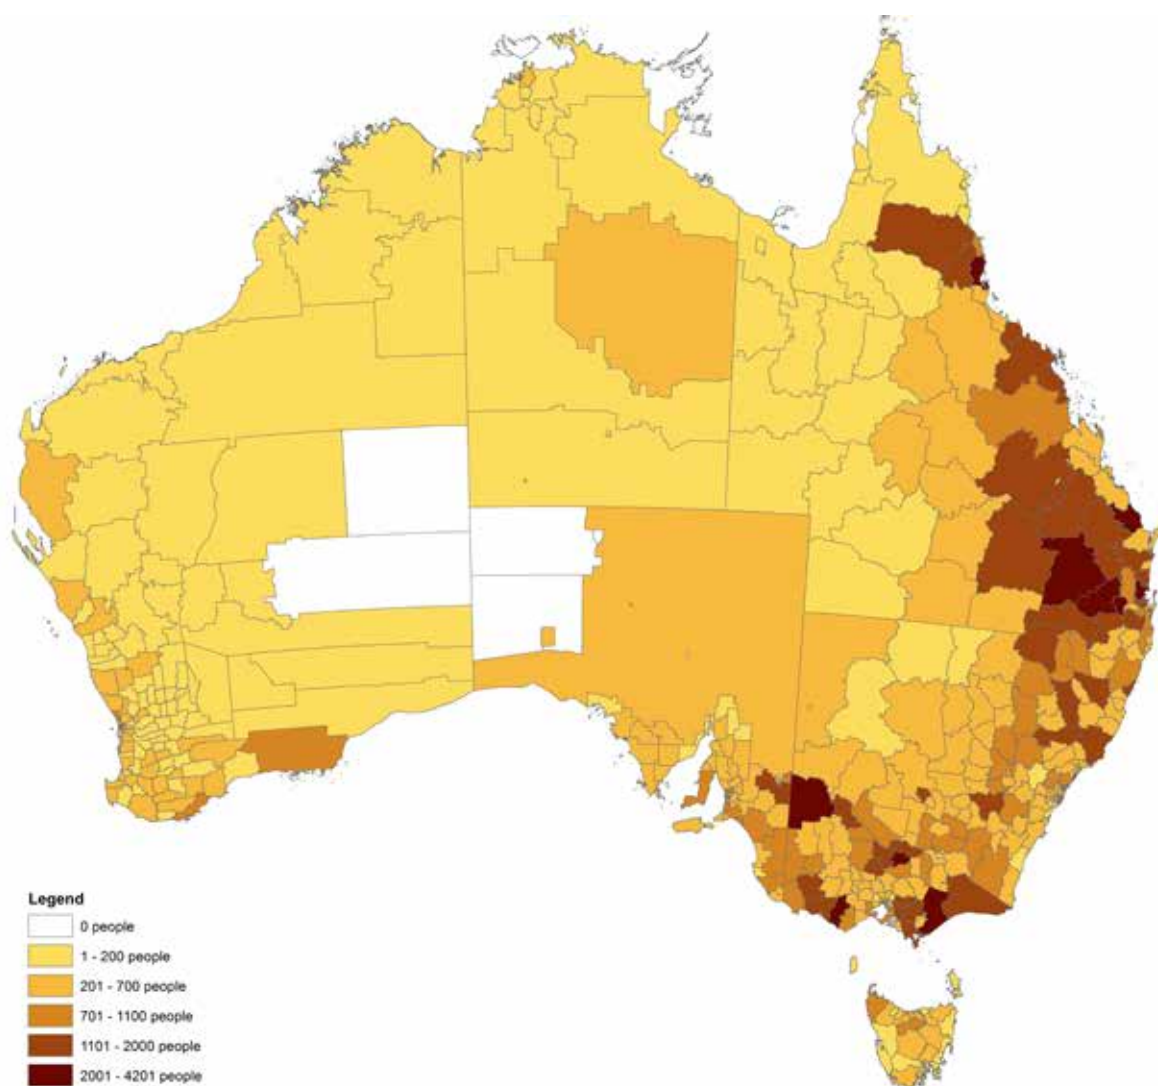 Legend
0 people
1 - 200 people
201 - 700 people
701 - 1100 people
1101 - 2000 people
2001 - 4201 people